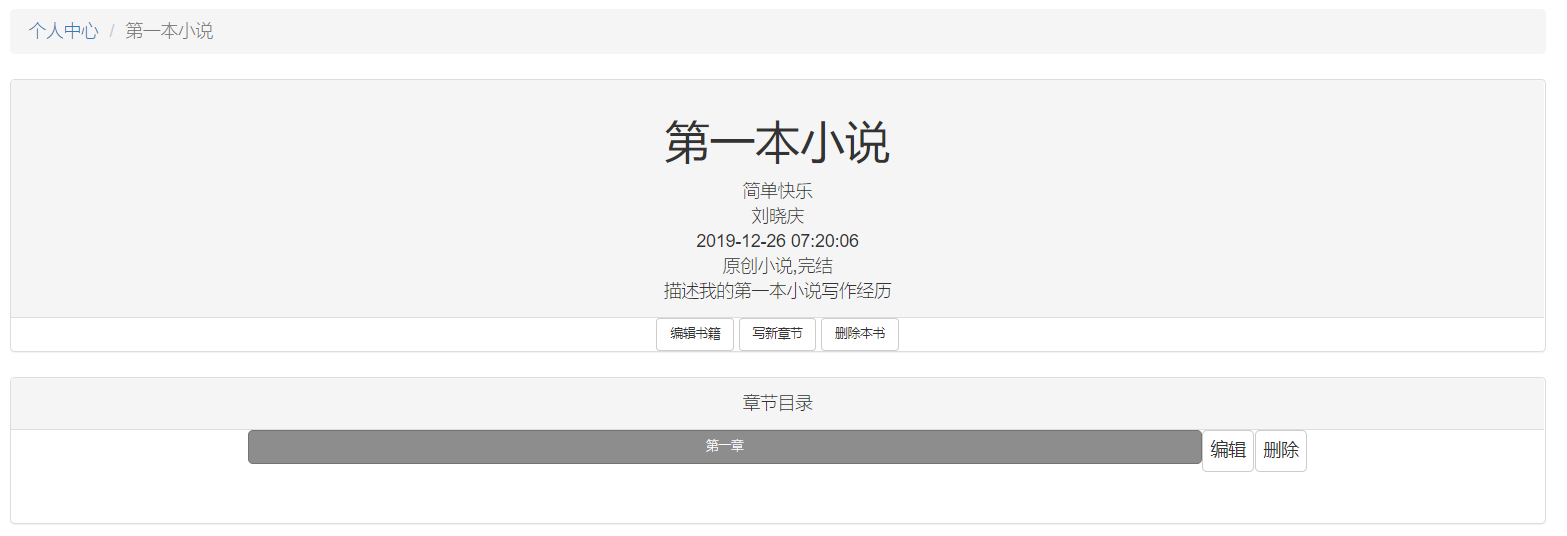 个人中心 / 第一本小说
第一本小说
简单快乐
刘晓庆
2019-12-26 07:20:06
原创小说,完结
描述我的第一本小说写作经历
编辑书籍 写新章节 删除本书
章节目录
第一章 编辑 删除